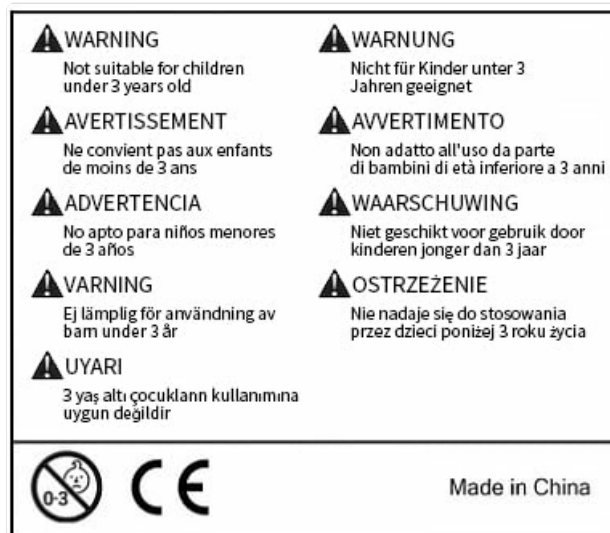 WARNING
Not suitable for children
under 3 years old
AVERTISSEMENT
Ne convient pas aux enfants
de moins de 3 ans
ADVERTENCIA
No apto para niños menores
de 3 años
VARNING
Ej lämplig för användning av
barn under 3 år
UYARI
3 yaş altı çocuklann kullanımına
uygun değildir
WARNUNG
Nicht für Kinder unter 3
Jahren geeignet
AVVERTIMENTO
Non adatto all'uso da parte
di bambini di età inferiore a 3 anni
WAARSCHUWING
Niet geschikt voor gebruik door
kinderen jonger dan 3 jaar
OSTRZEŻENIE
Nie nadaje się do stosowania
przez dzieci poniżej 3 roku życia
0-3
CE
Made in China